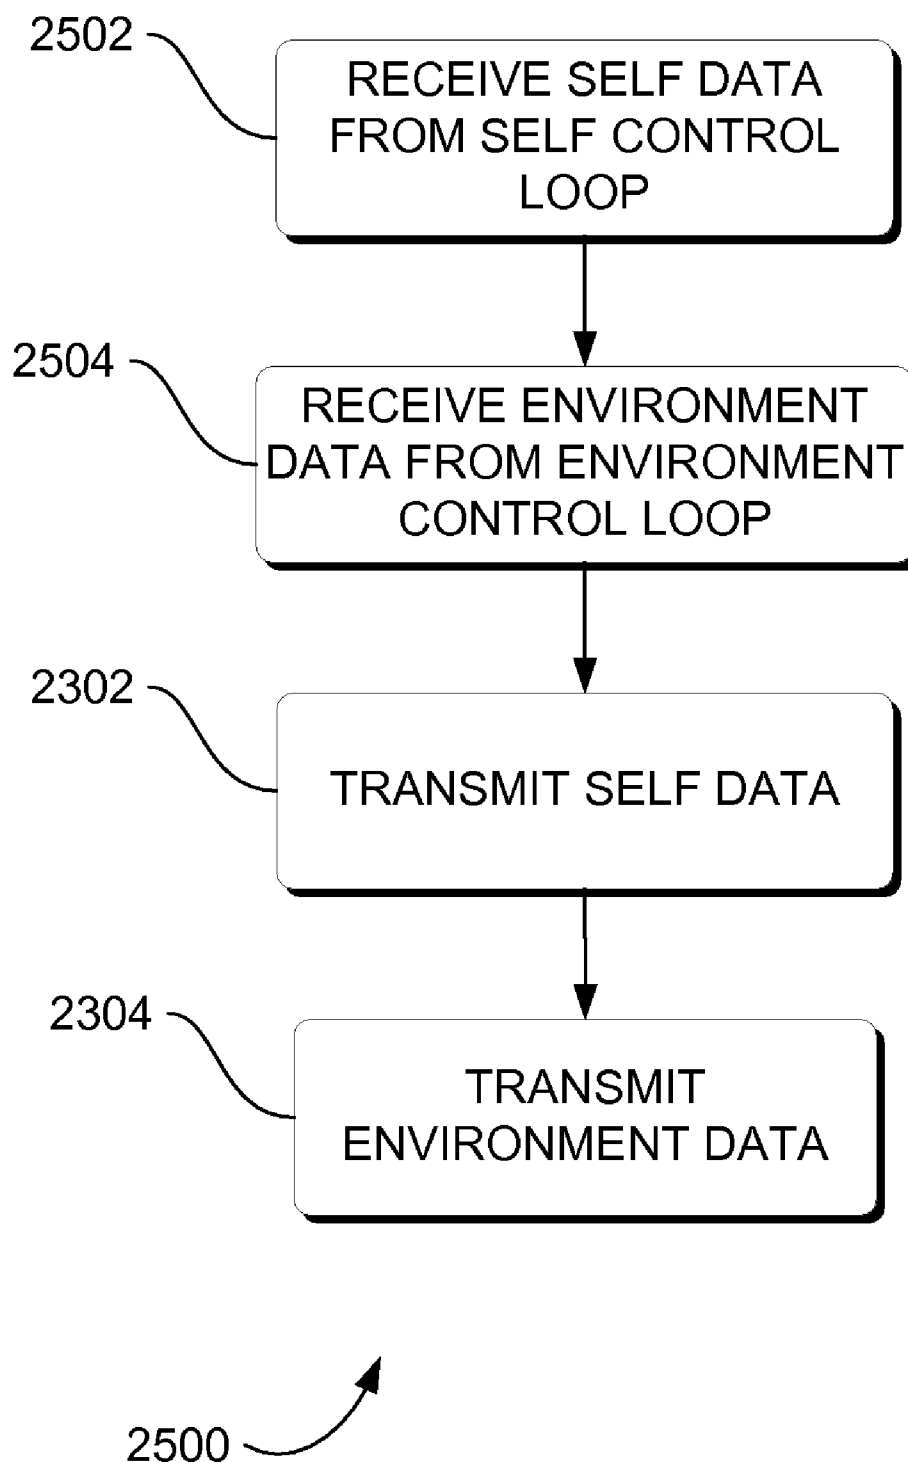 2502
RECEIVE SELF DATA
FROM SELF CONTROL
LOOP
2504
RECEIVE ENVIRONMENT
DATA FROM ENVIRONMENT
CONTROL LOOP
2302
TRANSMIT SELF DATA
2304
TRANSMIT
ENVIRONMENT DATA
2500